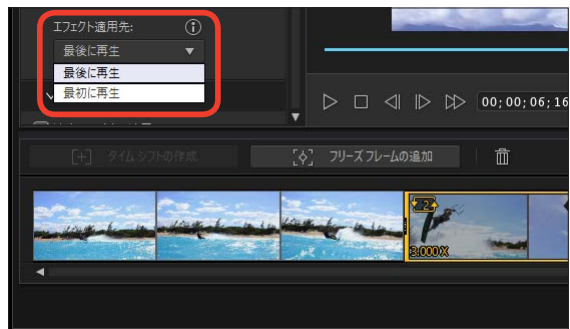 エフェクト適用先:
最後に再生
最後に再生
最初に再生
00;00;06;16
[+] タイムシフトの作成
フリーズ フレームの追加
2
3.000 X